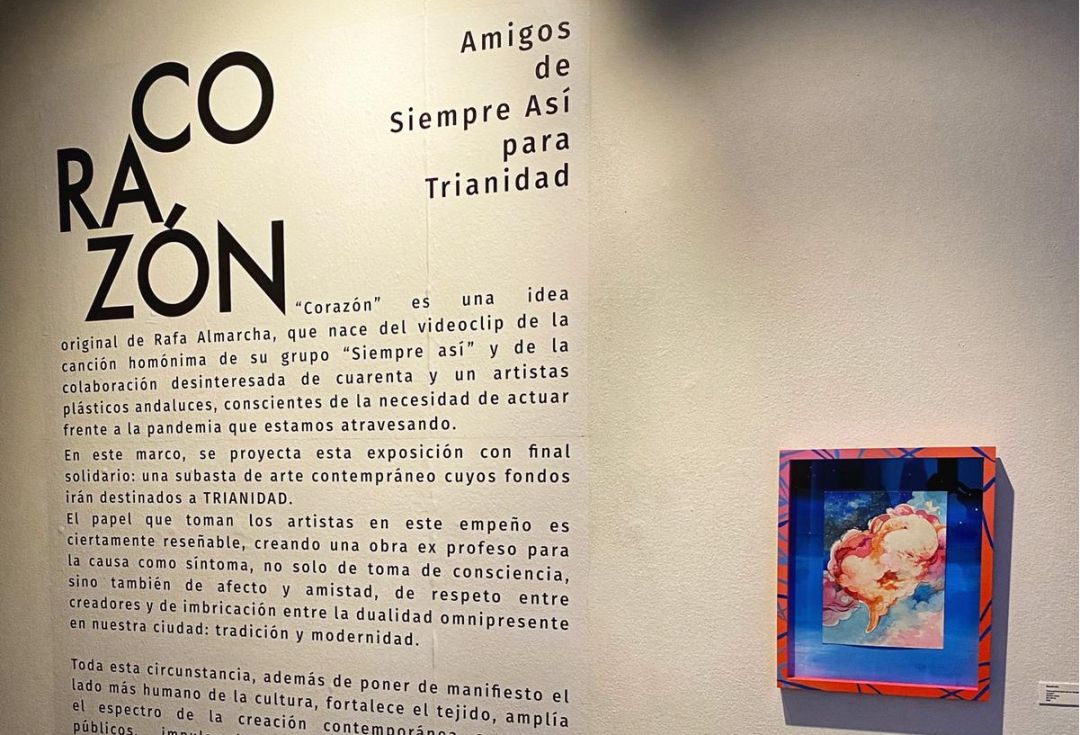 CO
RA
ZÓN
Amigos
de
Siempre Así
para
Trianidad
“Corazón” es una idea
original de Rafa Almarcha, que nace del videoclip de la
canción homónima de su grupo “Siempre así” y de la
colaboración desinteresada de cuarenta y un artistas
plásticos andaluces, conscientes de la necesidad de actuar
frente a la pandemia que estamos atravesando.
En este marco, se proyecta esta exposición con final
solidario: una subasta de arte contempráneo cuyos fondos
irán destinados a TRIANIDAD.
El papel que toman los artistas en este empeño es
ciertamente reseñable, creando una obra ex profeso para
la causa como síntoma, no solo de toma de consciencia,
sino también de afecto y amistad, de respeto entre
creadores y de imbricación entre la dualidad omnipresente
en nuestra ciudad: tradición y modernidad.
Toda esta circunstancia, además de poner de manifiesto el
lado más humano de la cultura, fortalece el tejido, amplía
el espectro de la creación contemporánea
públicos,